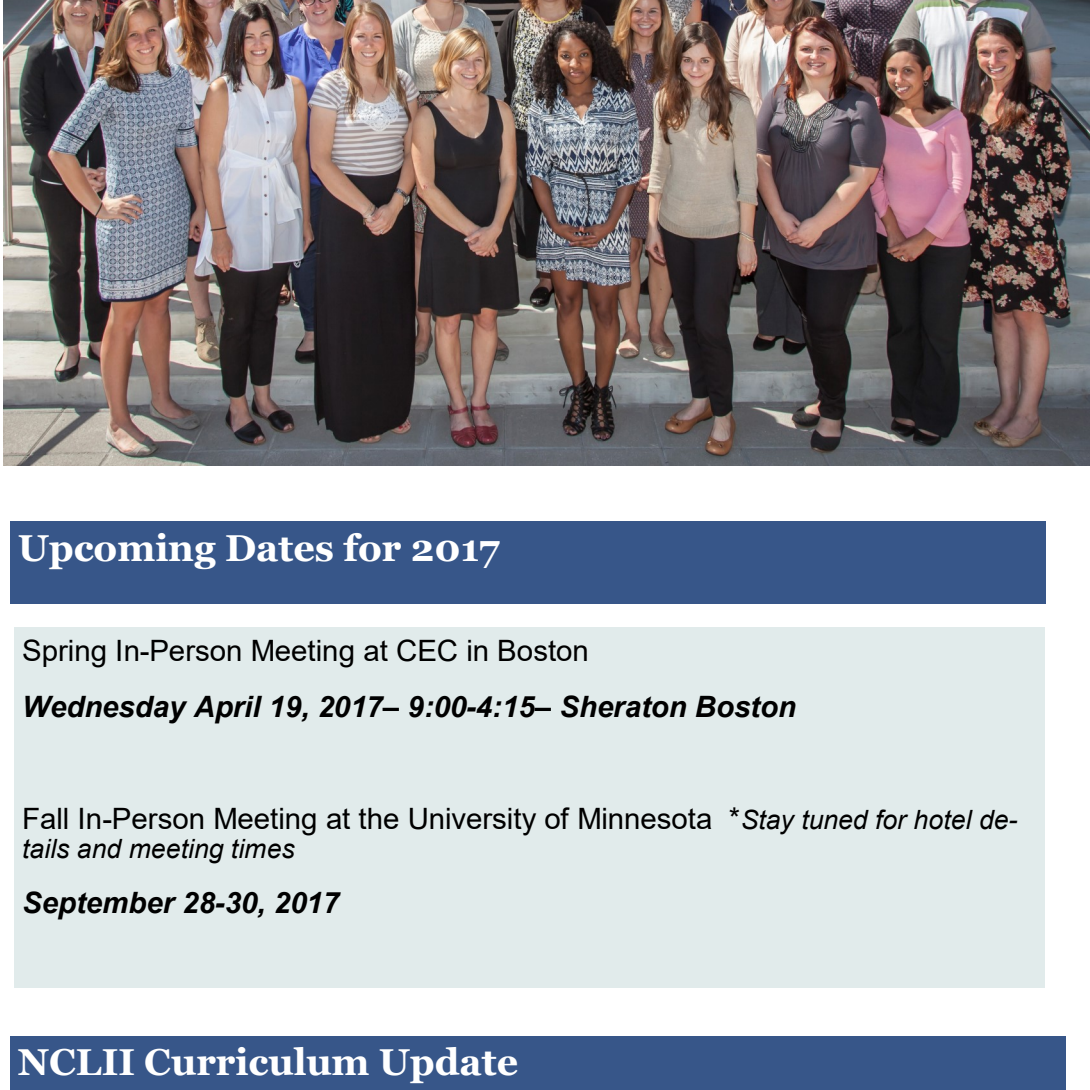 Upcoming Dates for 2017
Spring In-Person Meeting at CEC in Boston
Wednesday April 19, 2017– 9:00-4:15– Sheraton Boston
Fall In-Person Meeting at the University of Minnesota *Stay tuned for hotel de-
tails and meeting times
September 28-30, 2017
NCLII Curriculum Update